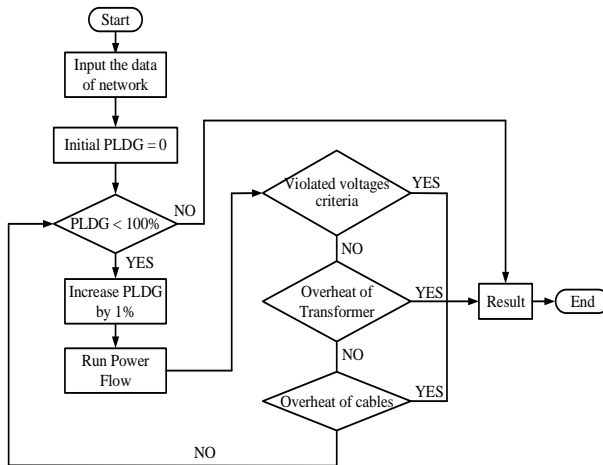 Start
Input the data
of network
Initial PLDG = 0
PLDG < 100%
NO
YES
Increase PLDG
by 1%
Run Power
Flow
Violated voltages
criteria
YES
NO
Overheat of
Transformer
YES
NO
Overheat of cables
YES
NO
Result
End